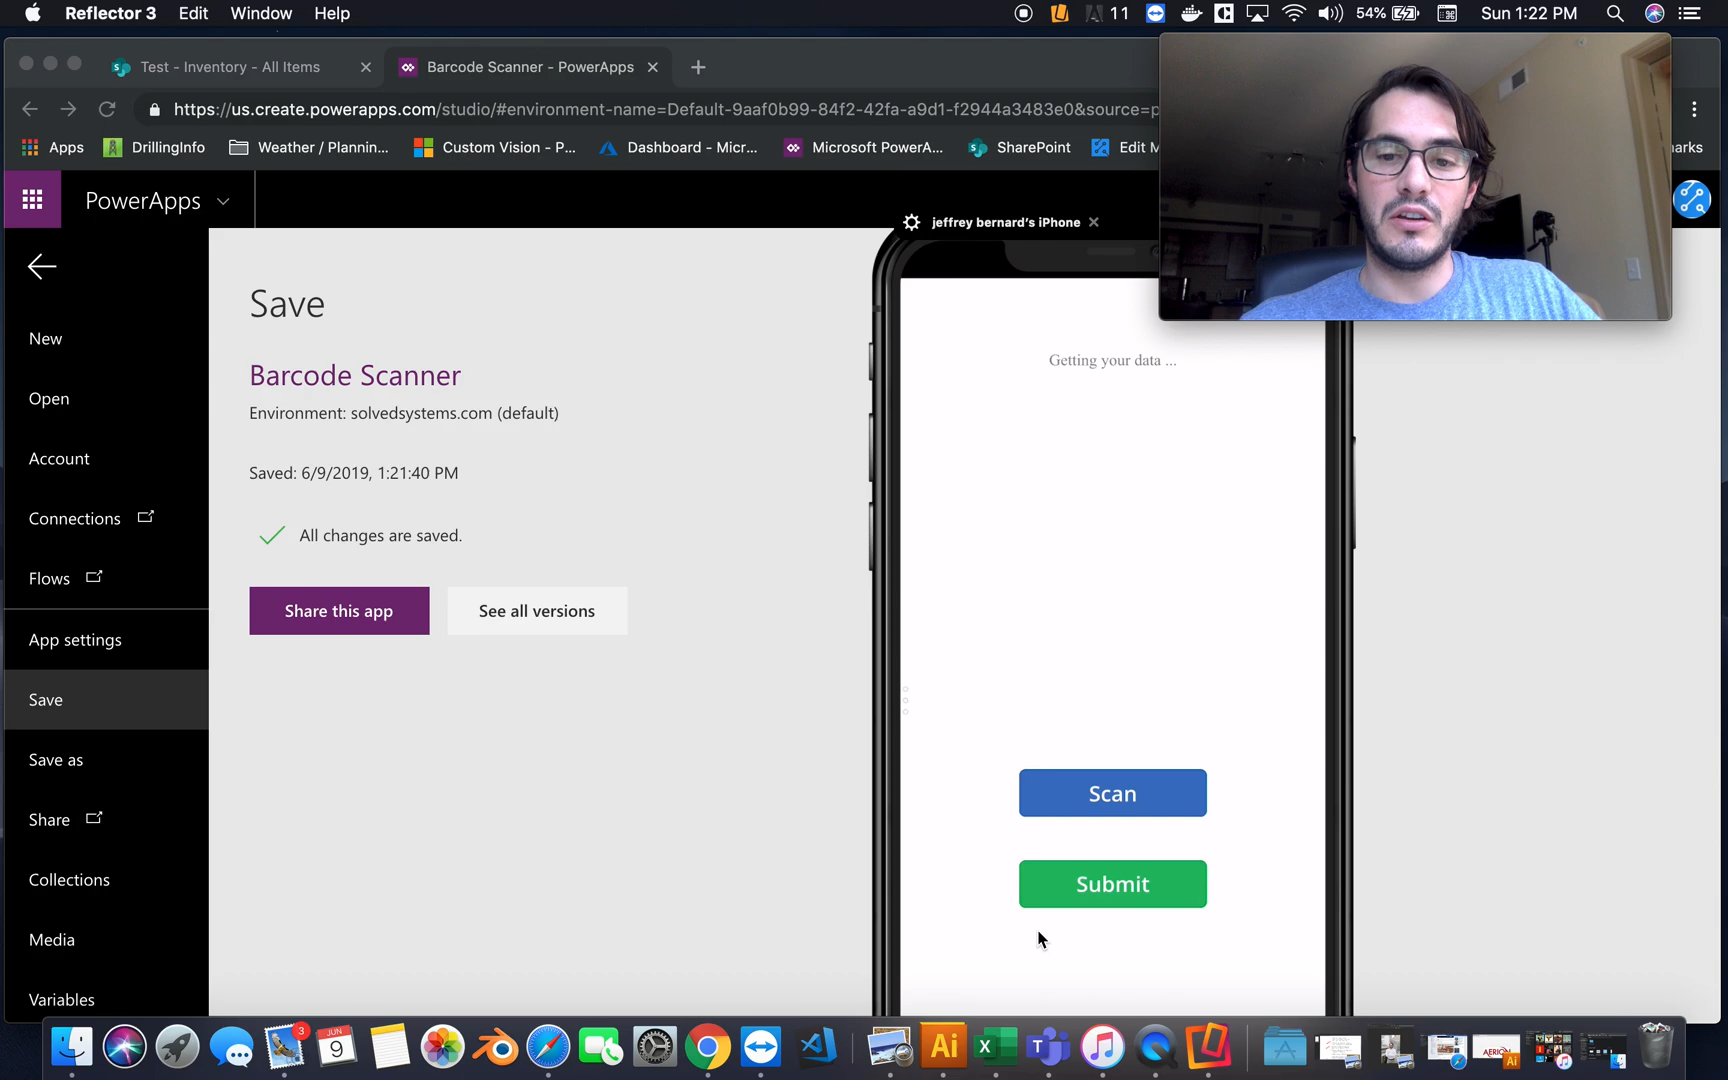 Reflector 3 Edit Window Help 11 54% Sun 1:22 PM
Test - Inventory - All Items Barcode Scanner - PowerApps
https://us.create.powerapps.com/studio/#environment-name=Default-9aaf0b99-84f2-42fa-a9d1-f2944a3483e0&source=p
Apps DrillingInfo Weather / Plannin... Custom Vision - P... Dashboard - Micr... Microsoft PowerA... SharePoint Edit M arks
PowerApps
jeffrey bernard's iPhone
Save
Barcode Scanner
Environment: solvedsystems.com (default)
Saved: 6/9/2019, 1:21:40 PM
All changes are saved.
Share this app See all versions
New
Open
Account
Connections
Flows
App settings
Save
Save as
Share
Collections
Media
Variables
Getting your data ...
Scan
Submit
3
JUN
9
Ai